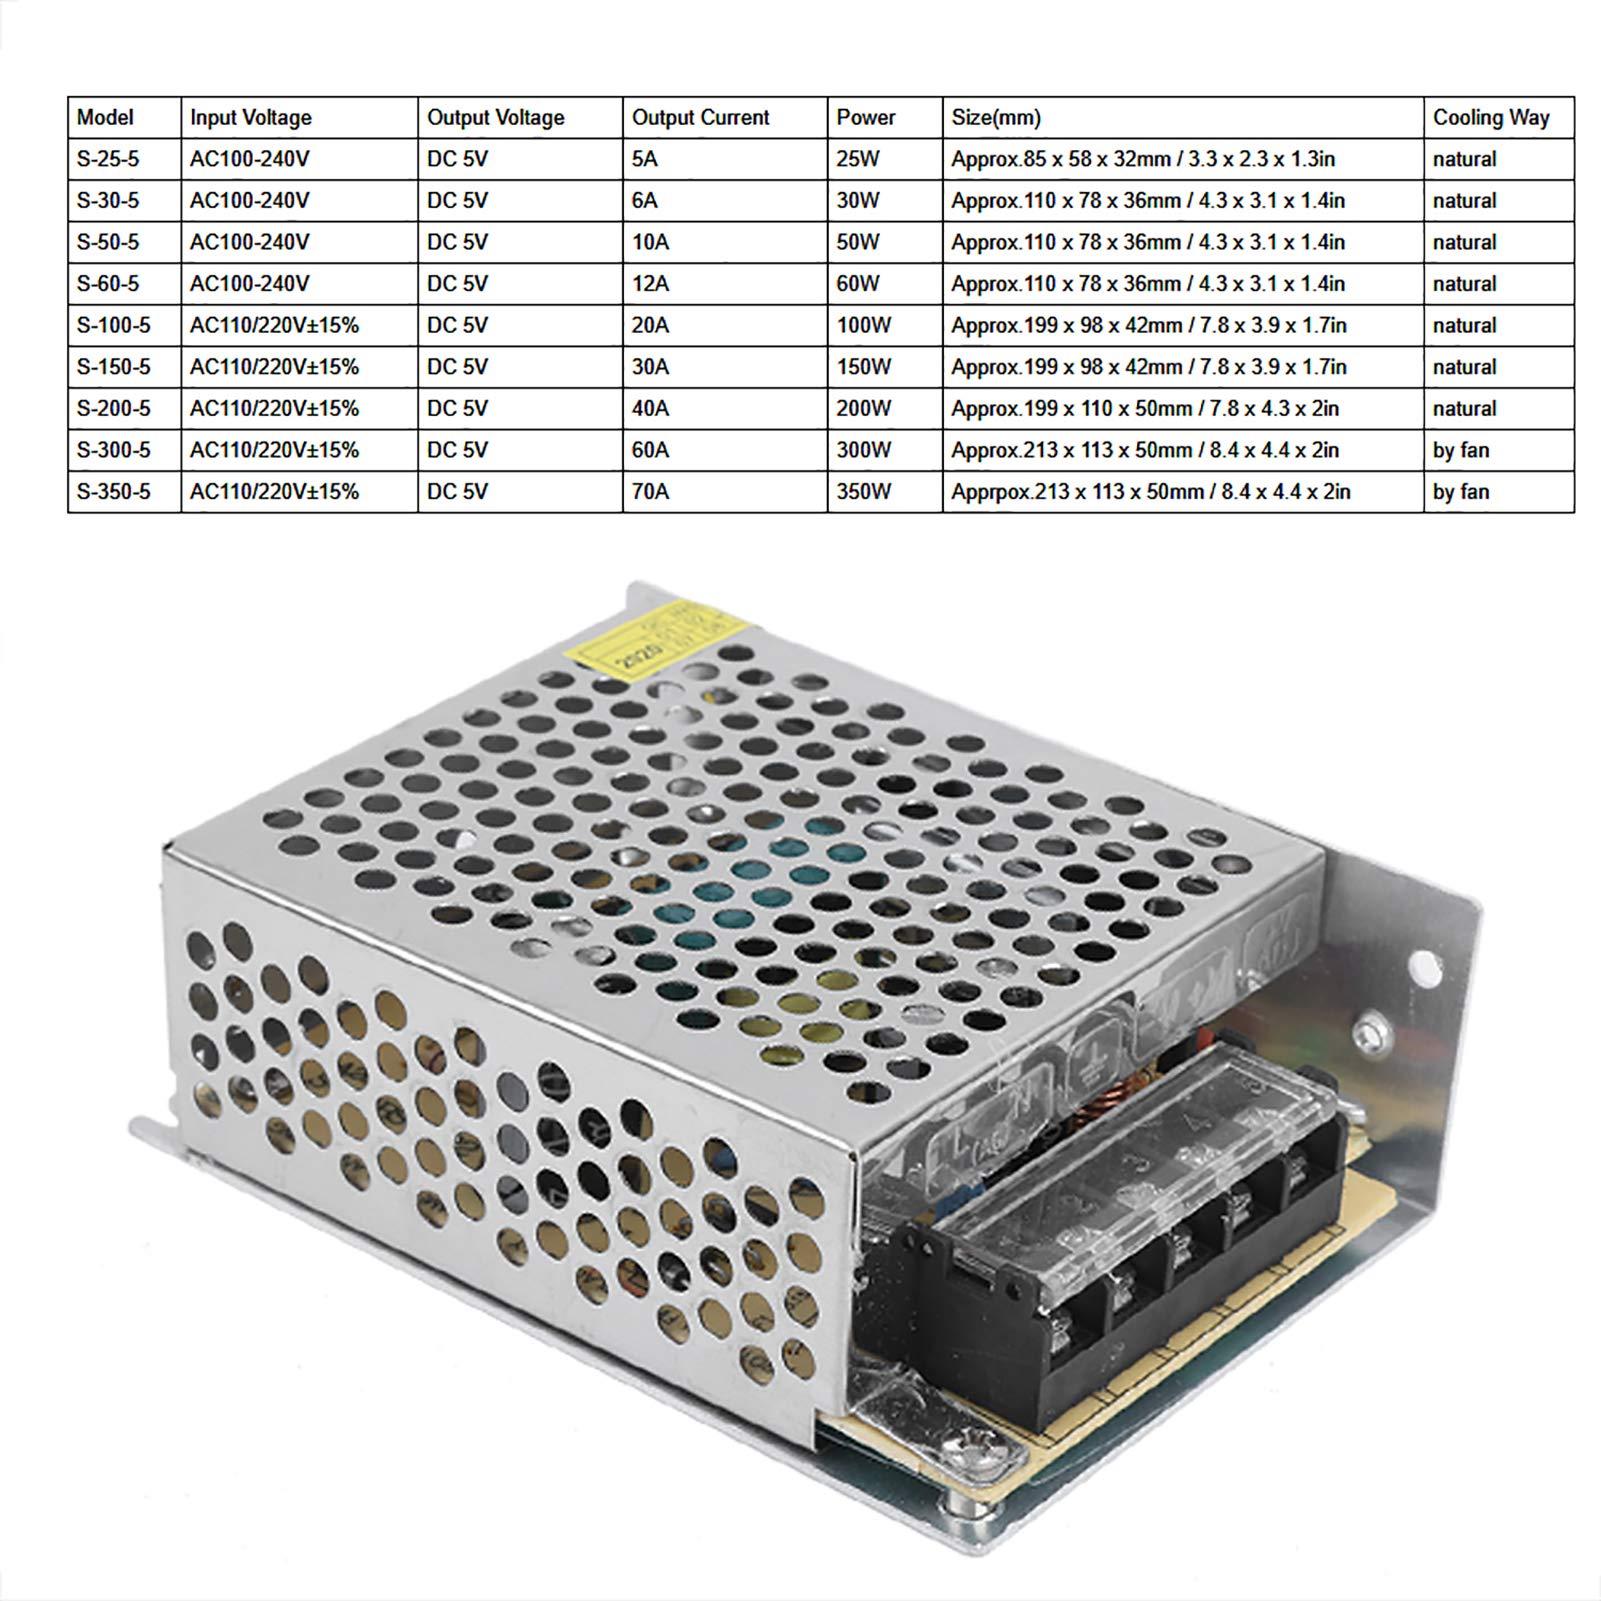 Model Input Voltage Output Voltage Output Current Power Size(mm) Cooling Way
S-25-5 AC100-240V DC 5V 5A 25W Approx.85 x 58 x 32mm / 3.3 x 2.3 x 1.3in natural
S-30-5 AC100-240V DC 5V 6A 30W Approx.110 x 78 x 36mm / 4.3 x 3.1 x 1.4in natural
S-50-5 AC100-240V DC 5V 10A 50W Approx.110 x 78 x 36mm / 4.3 x 3.1 x 1.4in natural
S-60-5 AC100-240V DC 5V 12A 60W Approx.110 x 78 x 36mm / 4.3 x 3.1 x 1.4in natural
S-100-5 AC110/220V±15% DC 5V 20A 100W Approx.199 x 98 x 42mm / 7.8 x 3.9 x 1.7in natural
S-150-5 AC110/220V±15% DC 5V 30A 150W Approx.199 x 98 x 42mm / 7.8 x 3.9 x 1.7in natural
S-200-5 AC110/220V±15% DC 5V 40A 200W Approx.199 x 110 x 50mm / 7.8 x 4.3 x 2in natural
S-300-5 AC110/220V±15% DC 5V 60A 300W Approx.213 x 113 x 50mm / 8.4 x 4.4 x 2in by fan
S-350-5 AC110/220V±15% DC 5V 70A 350W Apprpox.213 x 113 x 50mm / 8.4 x 4.4 x 2in by fan
2020